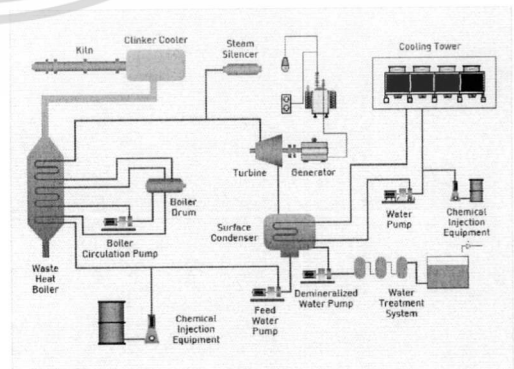 Kiln
Clinker Cooler
Steam
Silencer
Cooling Tower
Turbine
Generator
Boiler
Drum
Boiler
Circulation Pump
Surface
Condenser
Water
Pump
Chemical
Injection
Equipment
Waste
Heat
Boiler
Chemical
Injection
Equipment
Feed
Water
Pump
Demineralized
Water Pump
Water
Treatment
System